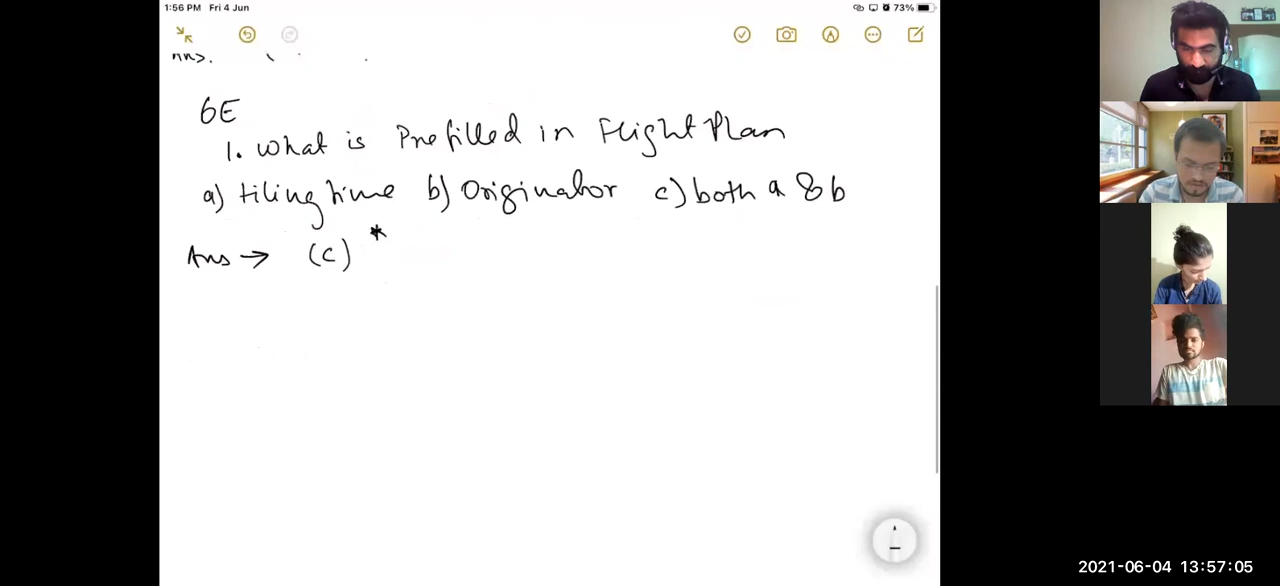 1:56 PM Fri 4 Jun
73%
Ans.
6E
1. What is Prefilled in Flight Plan
a) filing time b) Originator c) both a & b
Ans → (c) *
2021-06-04 13:57:05